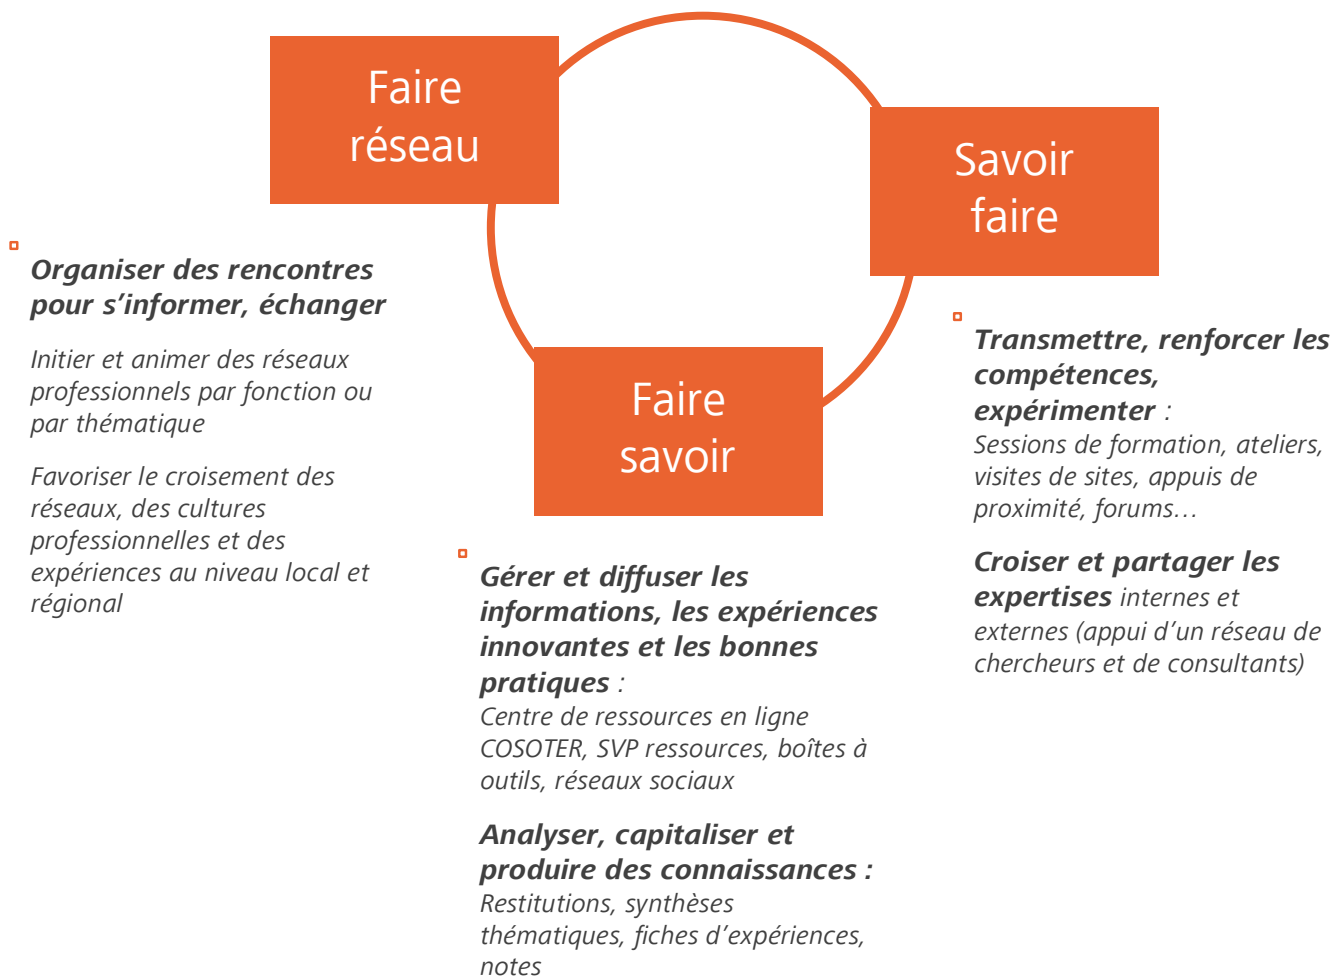 Faire
réseau
Savoir
faire
Faire
savoir
Organiser des rencontres
pour s’informer, échanger
Initier et animer des réseaux
professionnels par fonction ou
par thématique
Favoriser le croisement des
réseaux, des cultures
professionnelles et des
expériences au niveau local et
régional
Gérer et diffuser les
informations, les expériences
innovantes et les bonnes
pratiques :
Centre de ressources en ligne
COSOTER, SVP ressources, boîtes à
outils, réseaux sociaux
Analyser, capitaliser et
produire des connaissances :
Restitutions, synthèses
thématiques, fiches d’expériences,
notes
Transmettre, renforcer les
compétences,
expérimenter :
Sessions de formation, ateliers,
visites de sites, appuis de
proximité, forums…
Croiser et partager les
expertises internes et
externes (appui d’un réseau de
chercheurs et de consultants)